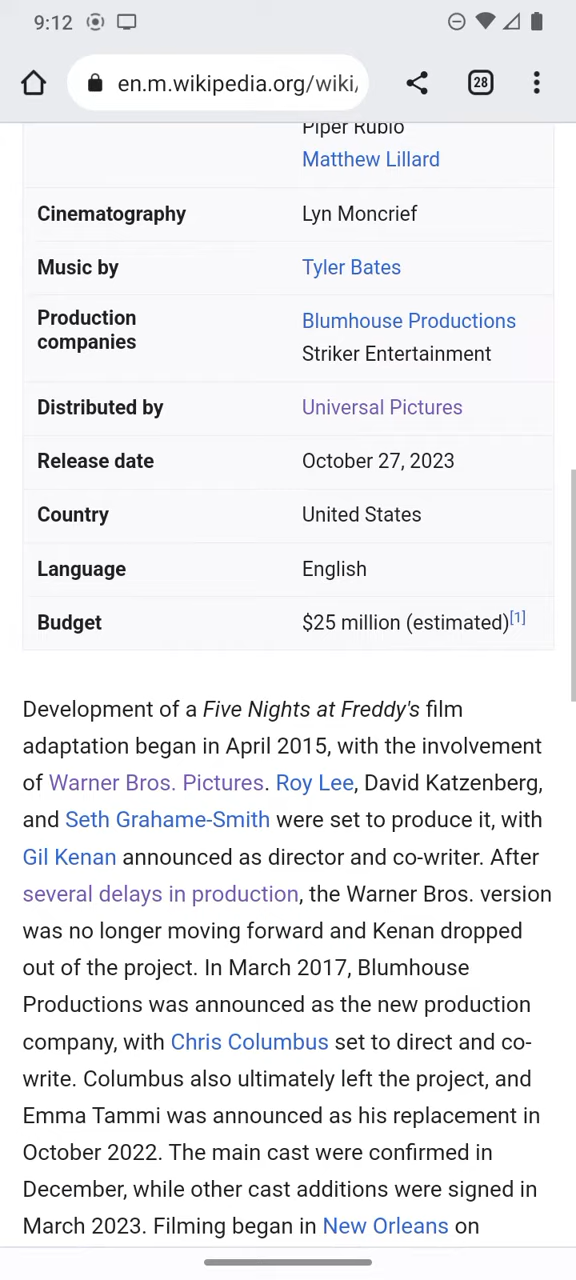 9:12
en.m.wikipedia.org/wiki/
28
Piper Rubio
Matthew Lillard
Cinematography Lyn Moncrief
Music by Tyler Bates
Production companies Blumhouse Productions
Striker Entertainment
Distributed by Universal Pictures
Release date October 27, 2023
Country United States
Language English
Budget $25 million (estimated)[1]
Development of a Five Nights at Freddy's film
adaptation began in April 2015, with the involvement
of Warner Bros. Pictures. Roy Lee, David Katzenberg,
and Seth Grahame-Smith were set to produce it, with
Gil Kenan announced as director and co-writer. After
several delays in production, the Warner Bros. version
was no longer moving forward and Kenan dropped
out of the project. In March 2017, Blumhouse
Productions was announced as the new production
company, with Chris Columbus set to direct and co-
write. Columbus also ultimately left the project, and
Emma Tammi was announced as his replacement in
October 2022. The main cast were confirmed in
December, while other cast additions were signed in
March 2023. Filming began in New Orleans on